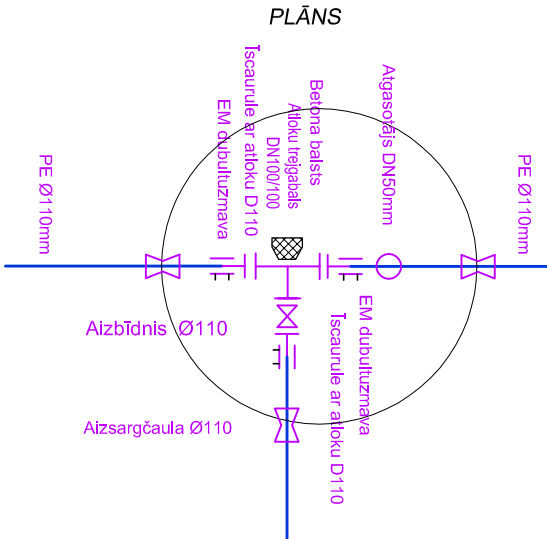 PLĀNS
PE Ø110mm
EM dubultuzmava
Īscaurule ar atloku D110
Atloku trejgabals
DN100/100
Betona balsts
Atgasotājs DN50mm
PE Ø110mm
Aizbīdnis Ø110
Aizsargčaula Ø110
EM dubultuzmava
Īscaurule ar atloku D110